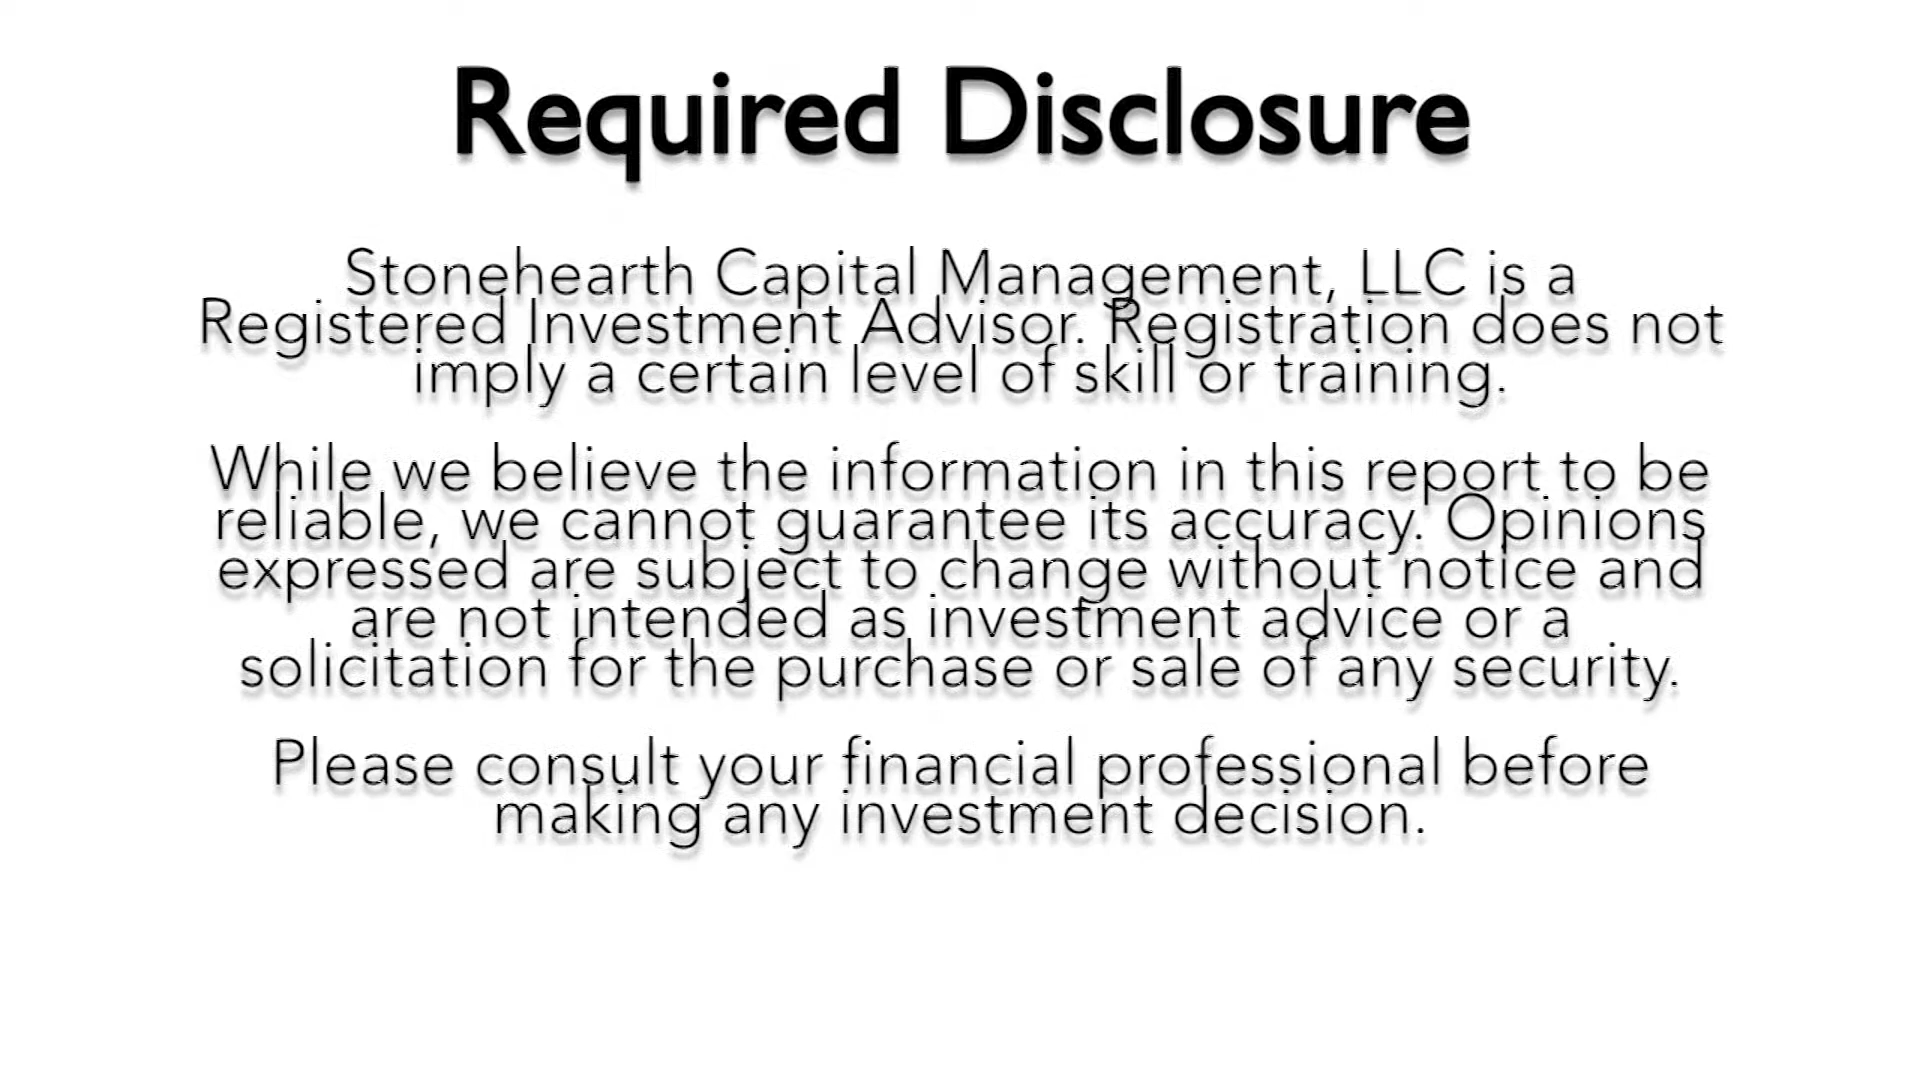 Required Disclosure
Stonehearth Capital Management, LLC is a
Registered Investment Advisor. Registration does not
imply a certain level of skill or training.
While we believe the information in this report to be
reliable, we cannot guarantee its accuracy. Opinions
expressed are subject to change without notice and
are not intended as investment advice or a
solicitation for the purchase or sale of any security.
Please consult your financial professional before
making any investment decision.